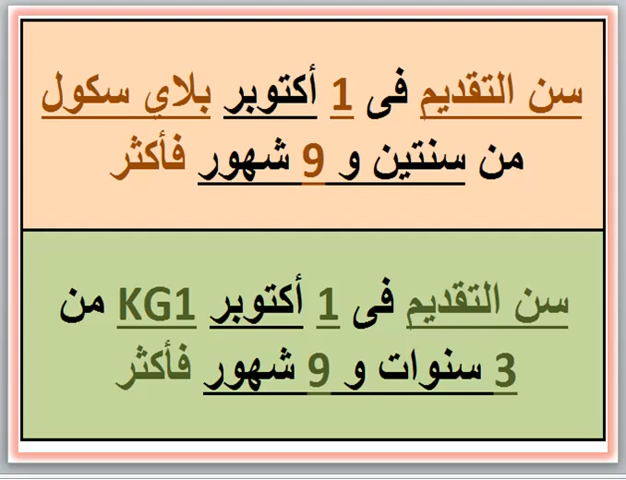 سن التقديم فى 1 أكتوبر بلاي سكول
من سنتين و 9 شهور فأكثر
سن التقديم فى 1 أكتوبر KG1 من
3 سنوات و 9 شهور فأكثر